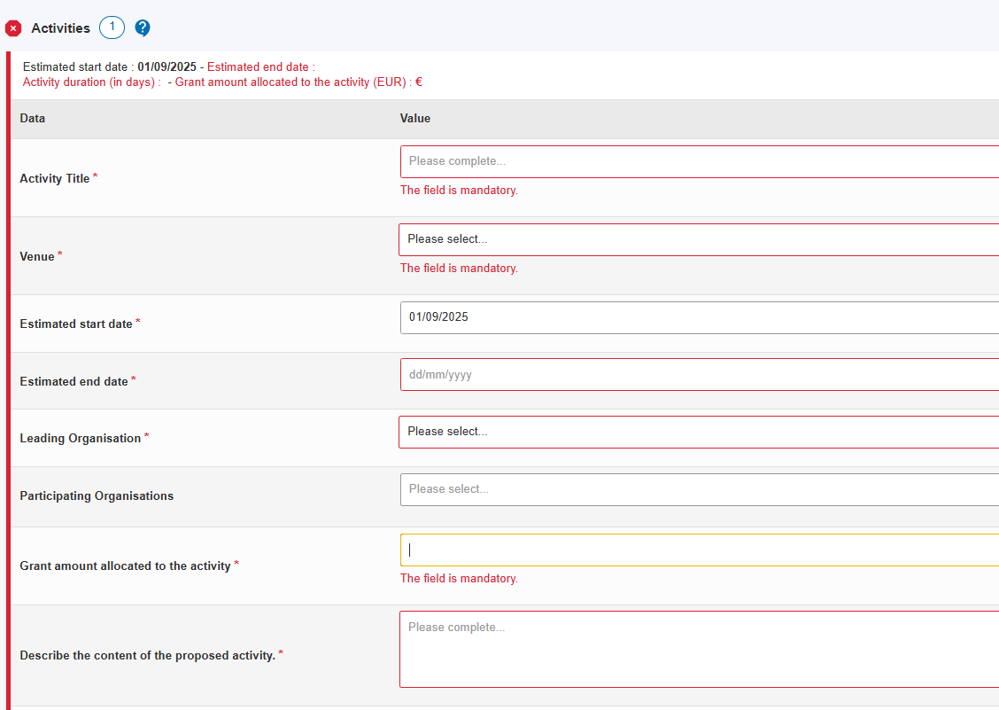 Activities 1 ?
Estimated start date : 01/09/2025 - Estimated end date :
Activity duration (in days) : - Grant amount allocated to the activity (EUR) : €
Data Value
Activity Title * Please complete...
The field is mandatory.
Venue * Please select...
The field is mandatory.
Estimated start date * 01/09/2025
Estimated end date * dd/mm/yyyy
Leading Organisation * Please select...
Participating Organisations Please select...
Grant amount allocated to the activity *
The field is mandatory.
Describe the content of the proposed activity. * Please complete...